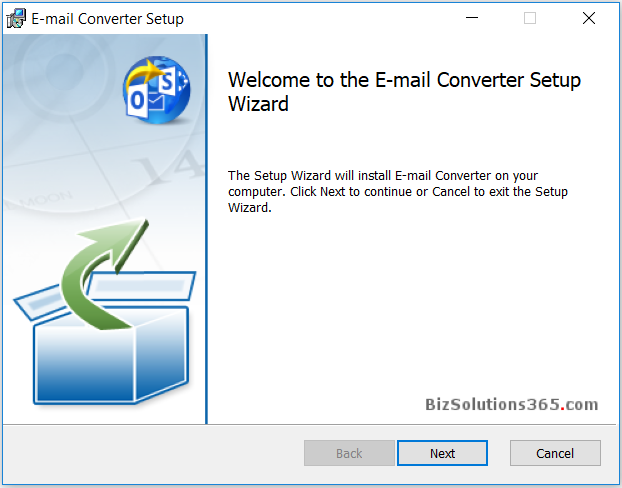 E-mail Converter Setup
Welcome to the E-mail Converter Setup
Wizard
The Setup Wizard will install E-mail Converter on your
computer. Click Next to continue or Cancel to exit the Setup
Wizard.
O
S
14
MOON
BizSolutions365.com
Back
Next
Cancel